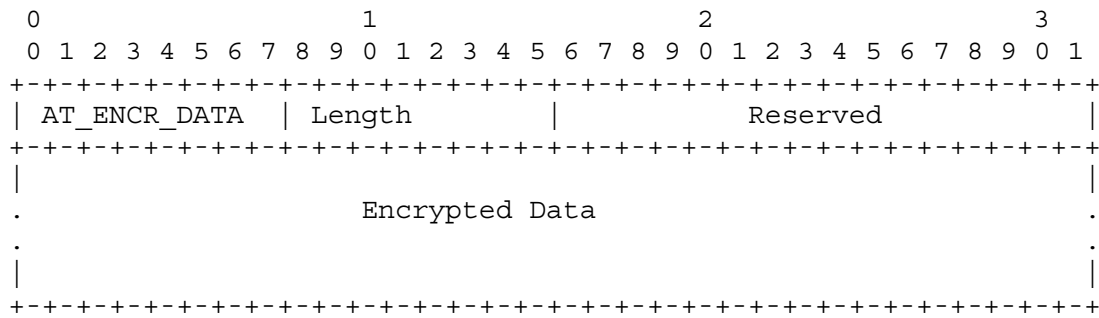 0                   1                   2                   3
 0 1 2 3 4 5 6 7 8 9 0 1 2 3 4 5 6 7 8 9 0 1 2 3 4 5 6 7 8 9 0 1
+-+-+-+-+-+-+-+-+-+-+-+-+-+-+-+-+-+-+-+-+-+-+-+-+-+-+-+-+-+-+-+-+
| AT_ENCR_DATA  | Length        |           Reserved            |
+-+-+-+-+-+-+-+-+-+-+-+-+-+-+-+-+-+-+-+-+-+-+-+-+-+-+-+-+-+-+-+-+
|                                                               |
.                    Encrypted Data                             .
.                                                               .
|                                                               |
+-+-+-+-+-+-+-+-+-+-+-+-+-+-+-+-+-+-+-+-+-+-+-+-+-+-+-+-+-+-+-+-+